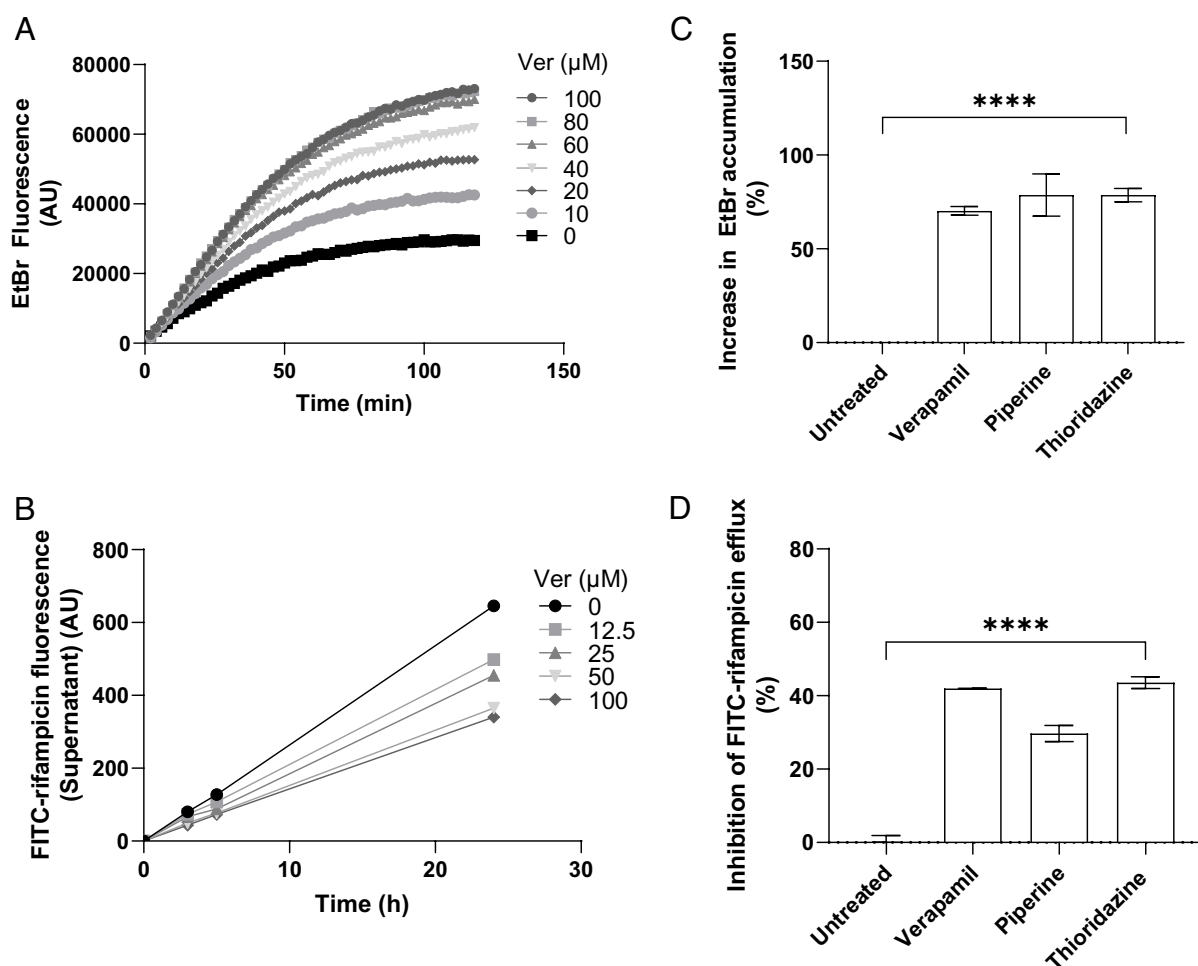 A
EtBr Fluorescence
(AU)
80000
60000
40000
20000
0
0
50
100
150
Time (min)
Ver (µM)
100
80
60
40
20
10
0
C
Increase in EtBr accumulation
(%)
150
100
50
0
****
Untreated
Verapamil
Piperine
Thioridazine
B
FITC-rifampicin fluorescence
(Supernatant) (AU)
800
600
400
200
0
0
10
20
30
Time (h)
Ver (µM)
0
12.5
25
50
100
D
Inhibition of FITC-rifampicin efflux
(%)
80
60
40
20
0
****
Untreated
Verapamil
Piperine
Thioridazine